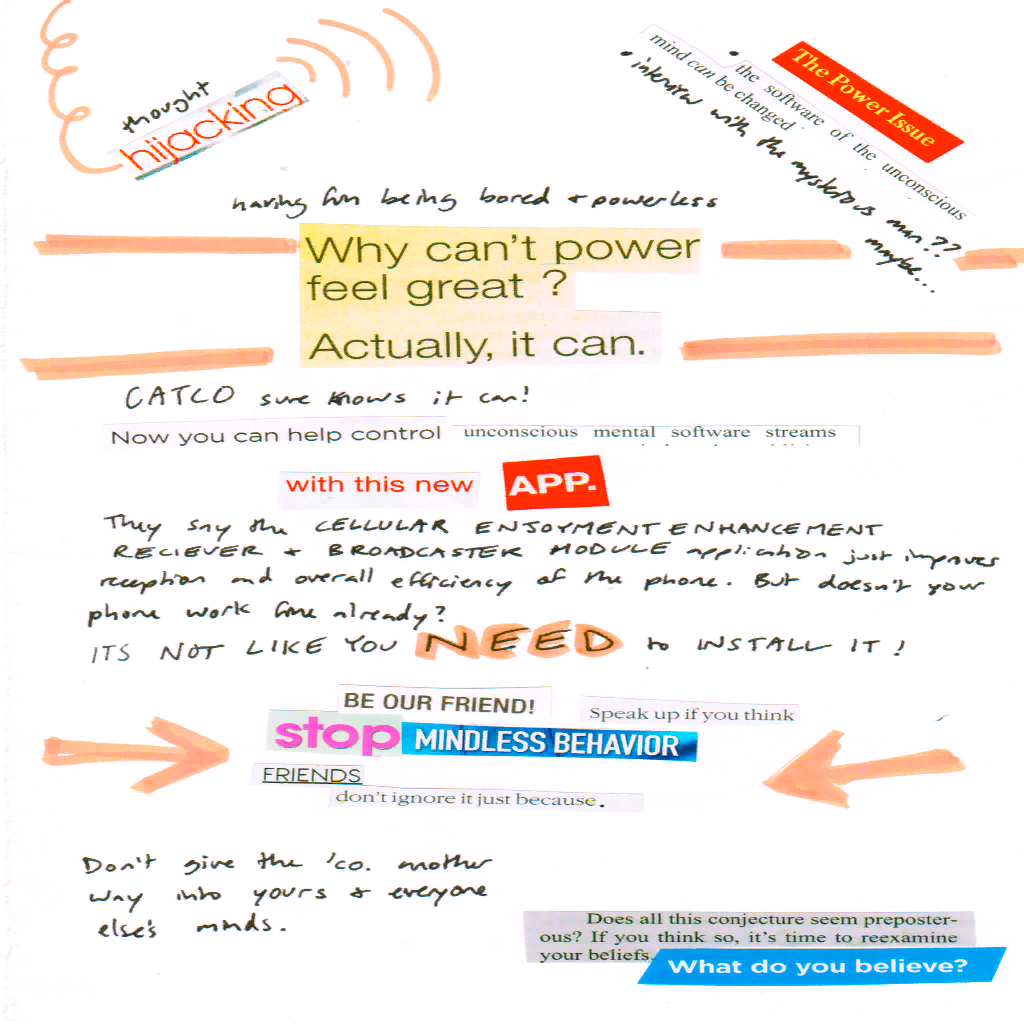 thought
hijacking
The Power Issue
• the software of the unconscious
mind can be changed
• interview with the mysterious man??
maybe...
having fun being bored + powerless
Why can't power
feel great ?
Actually, it can.
CATCO sure knows it can!
Now you can help control unconscious mental software streams
with this new APP.
They say the CELLULAR ENJOYMENT ENHANCEMENT
RECIEVER + BROADCASTER MODULE application just improves
reception and overall efficiency of the phone. But doesn't your
phone work fine already?
ITS NOT LIKE YOU NEED to INSTALL IT!
BE OUR FRIEND! Speak up if you think
stop MINDLESS BEHAVIOR
FRIENDS
don't ignore it just because.
Don't give the 'co. another
way into yours + everyone
else's minds.
Does all this conjecture seem preposter-
ous? If you think so, it's time to reexamine
your beliefs.
What do you believe?